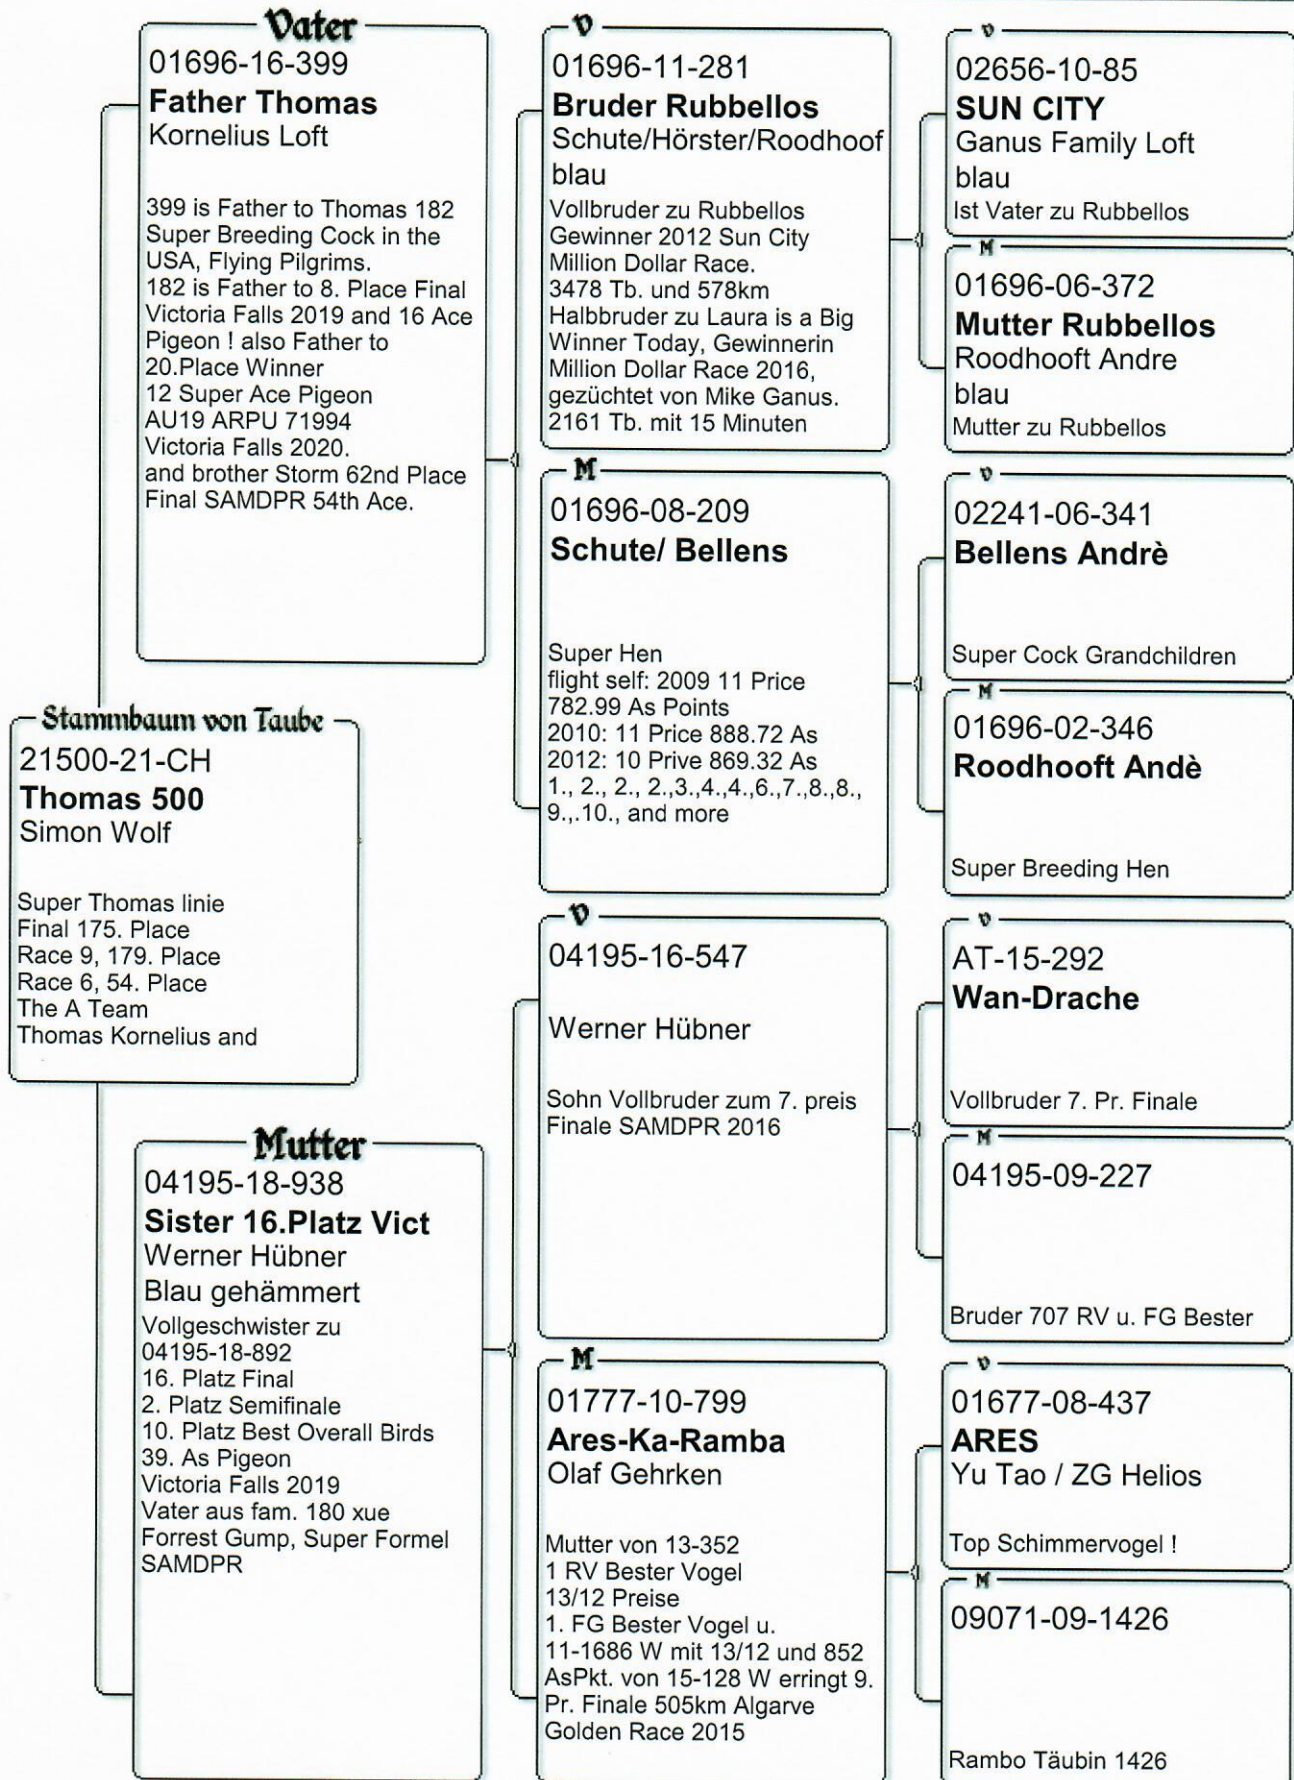 Vater
01696-16-399
Father Thomas
Kornelius Loft
399 is Father to Thomas 182
Super Breeding Cock in the
USA, Flying Pilgrims.
182 is Father to 8. Place Final
Victoria Falls 2019 and 16 Ace
Pigeon ! also Father to
20.Place Winner
12 Super Ace Pigeon
AU19 ARPU 71994
Victoria Falls 2020.
and brother Storm 62nd Place
Final SAMDPR 54th Ace.
Stammbaum von Taube
21500-21-CH
Thomas 500
Simon Wolf
Super Thomas linie
Final 175. Place
Race 9, 179. Place
Race 6, 54. Place
The A Team
Thomas Kornelius and
Mutter
04195-18-938
Sister 16.Platz Vict
Werner Hübner
Blau gehämmert
Vollgeschwister zu
04195-18-892
16. Platz Final
2. Platz Semifinale
10. Platz Best Overall Birds
39. As Pigeon
Victoria Falls 2019
Vater aus fam. 180 xue
Forrest Gump, Super Formel
SAMDPR
V
01696-11-281
Bruder Rubbellos
Schute/Hörster/Roodhoof
blau
Vollbruder zu Rubbellos
Gewinner 2012 Sun City
Million Dollar Race.
3478 Tb. und 578km
Halbbruder zu Laura is a Big
Winner Today, Gewinnerin
Million Dollar Race 2016,
gezüchtet von Mike Ganus.
2161 Tb. mit 15 Minuten
M
01696-08-209
Schute/ Bellens
Super Hen
flight self: 2009 11 Price
782.99 As Points
2010: 11 Price 888.72 As
2012: 10 Prive 869.32 As
1., 2., 2., 2.,3.,4.,4.,6.,7.,8.,8.,
9.,.10., and more
V
04195-16-547
Werner Hübner
Sohn Vollbruder zum 7. preis
Finale SAMDPR 2016
M
01777-10-799
Ares-Ka-Ramba
Olaf Gehrken
Mutter von 13-352
1 RV Bester Vogel
13/12 Preise
1. FG Bester Vogel u.
11-1686 W mit 13/12 und 852
AsPkt. von 15-128 W erringt 9.
Pr. Finale 505km Algarve
Golden Race 2015
V
02656-10-85
SUN CITY
Ganus Family Loft
blau
Ist Vater zu Rubbellos
M
01696-06-372
Mutter Rubbellos
Roodhooft Andre
blau
Mutter zu Rubbellos
V
02241-06-341
Bellens Andrè
Super Cock Grandchildren
M
01696-02-346
Roodhooft Andè
Super Breeding Hen
V
AT-15-292
Wan-Drache
Vollbruder 7. Pr. Finale
M
04195-09-227
Bruder 707 RV u. FG Bester
V
01677-08-437
ARES
Yu Tao / ZG Helios
Top Schimmervogel !
M
09071-09-1426
Rambo Täubin 1426